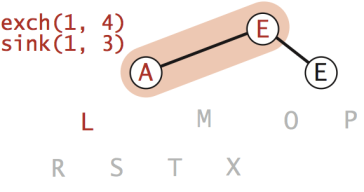 exch(1, 4)
sink(1, 3)
E
A E
L M O P
R S T X